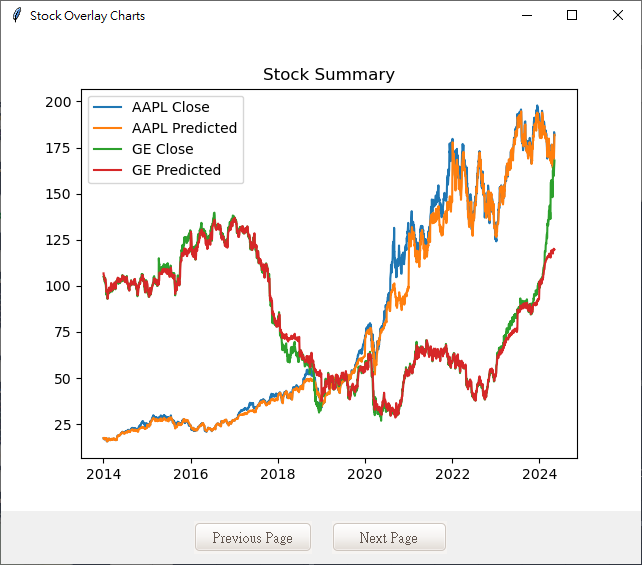 Stock Overlay Charts
Stock Summary
AAPL Close
AAPL Predicted
GE Close
GE Predicted
200
175
150
125
100
75
50
25
2014 2016 2018 2020 2022 2024
Previous Page Next Page